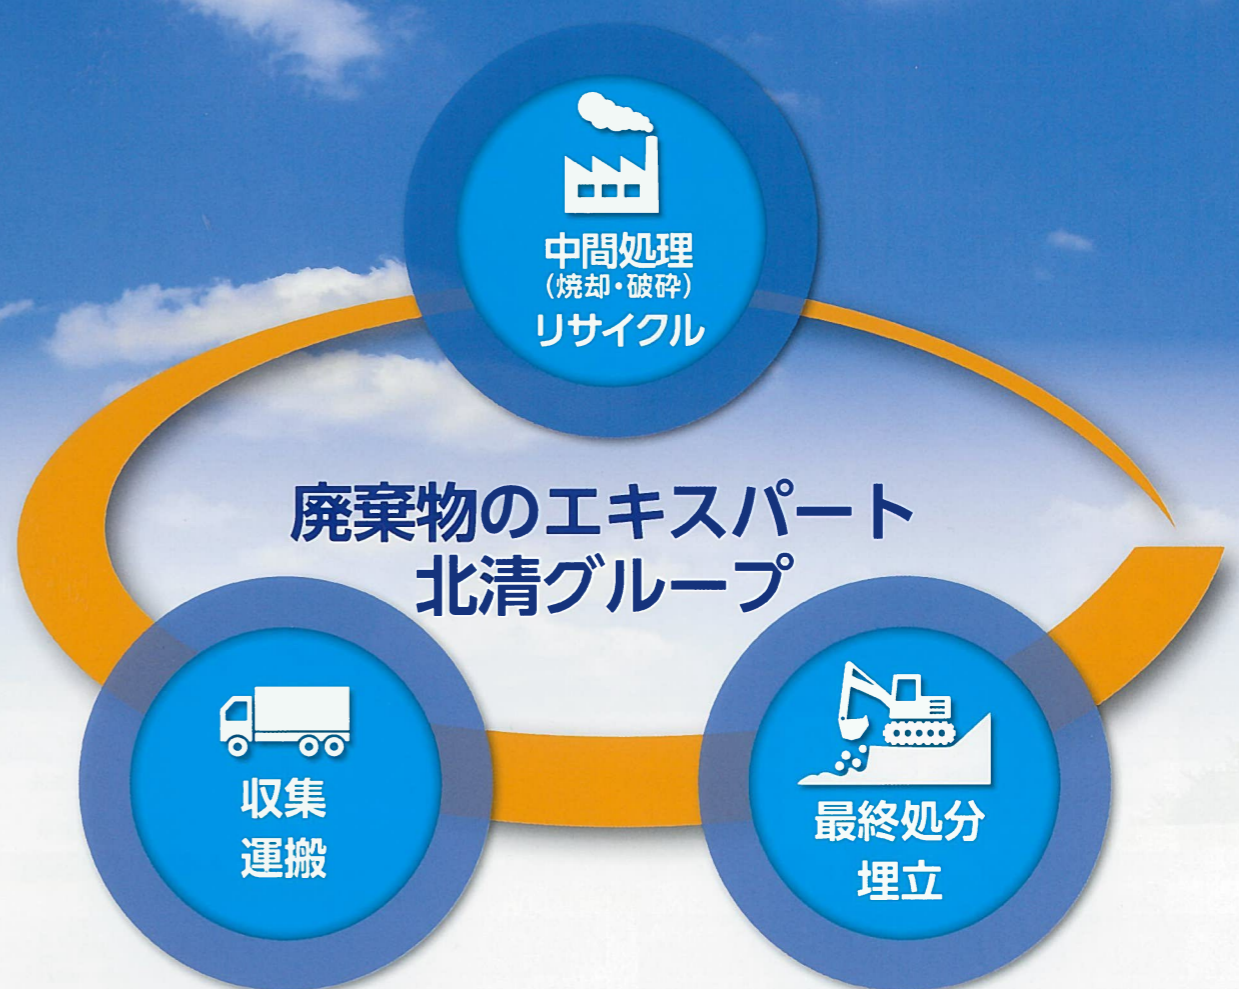 中間処理
(焼却・破砕)
リサイクル
廃棄物のエキスパート
北清グループ
収集
運搬
最終処分
埋立